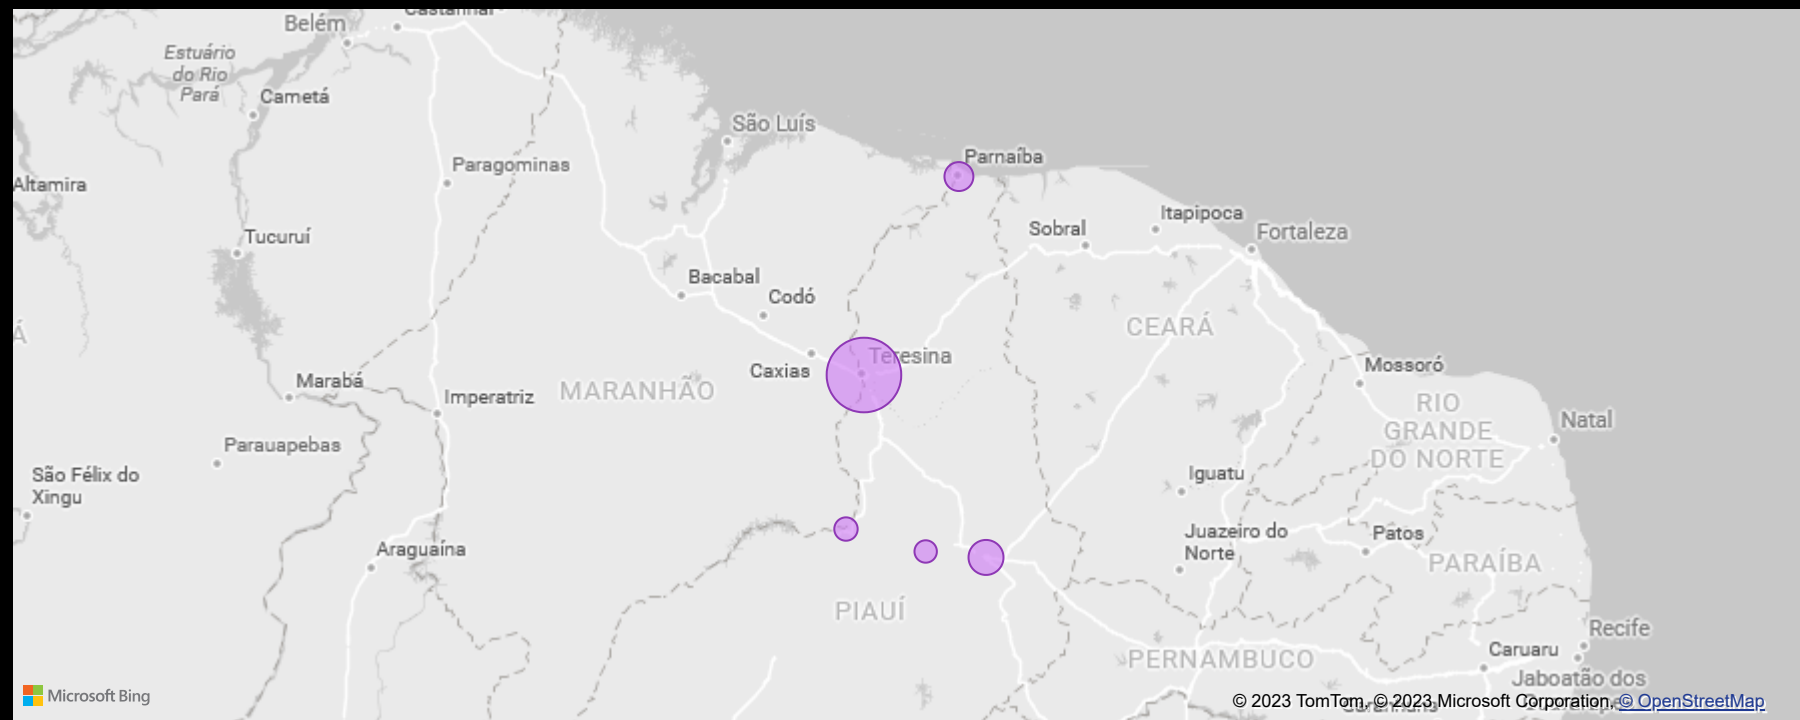 Castanhal
Belém
Estuário
do Rio
Pará
Cametá
São Luís
Parnaíba
Paragominas
Altamira
Itapipoca
Sobral
Fortaleza
Tucuruí
Bacabal
Codó
CEARÁ
Á
Teresina
Mossoró
Caxias
Marabá
MARANHÃO
Imperatriz
RIO
GRANDE
DO NORTE
Natal
Parauapebas
São Félix do
Xingu
Iguatu
Juazeiro do
Norte
Patos
Araguaína
PARAÍBA
PIAUÍ
Recife
Caruaru
PERNAMBUCO
Jaboatão dos
Microsoft Bing
© 2023 TomTom, © 2023 Microsoft Corporation, © OpenStreetMap